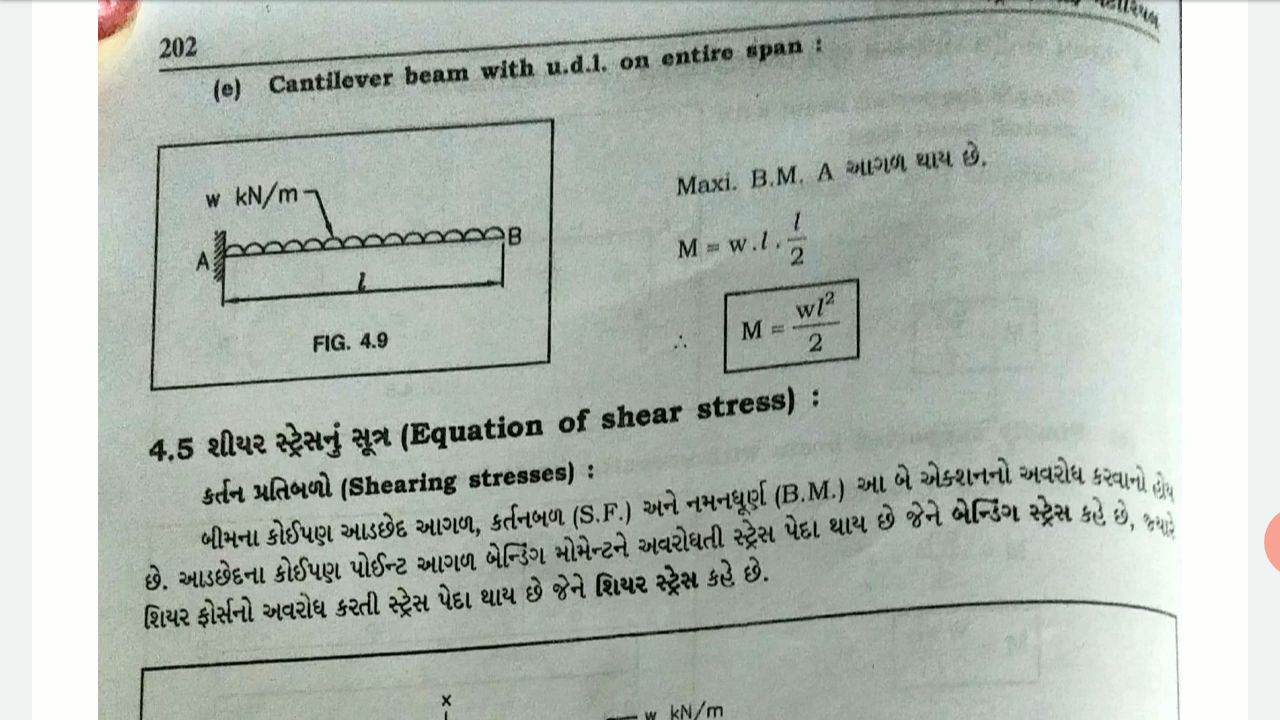 202
(e) Cantilever beam with u.d.l. on entire span :
w kN/m
A
B
l
FIG. 4.9
Maxi. B.M. A આગળ થાય છે.
M = w.l. l/2
∴ M = wl²/2
4.5 શીયર સ્ટ્રેસનું સૂત્ર (Equation of shear stress) :
કર્તન પ્રતિબળો (Shearing stresses) :
બીમના કોઈપણ આડછેદ આગળ, કર્તનબળ (S.F.) અને નમનઘૂર્ણ (B.M.) આ બે એક્શનનો અવરોધ કરવાનો હોય
છે. આડછેદના કોઈપણ પોઈન્ટ આગળ બેન્ડિંગ મોમેન્ટને અવરોધતી સ્ટ્રેસ પેદા થાય છે જેને બેન્ડિંગ સ્ટ્રેસ કહે છે, જ્યારે
શિયર ફોર્સનો અવરોધ કરતી સ્ટ્રેસ પેદા થાય છે જેને શિયર સ્ટ્રેસ કહે છે.
x
w kN/m